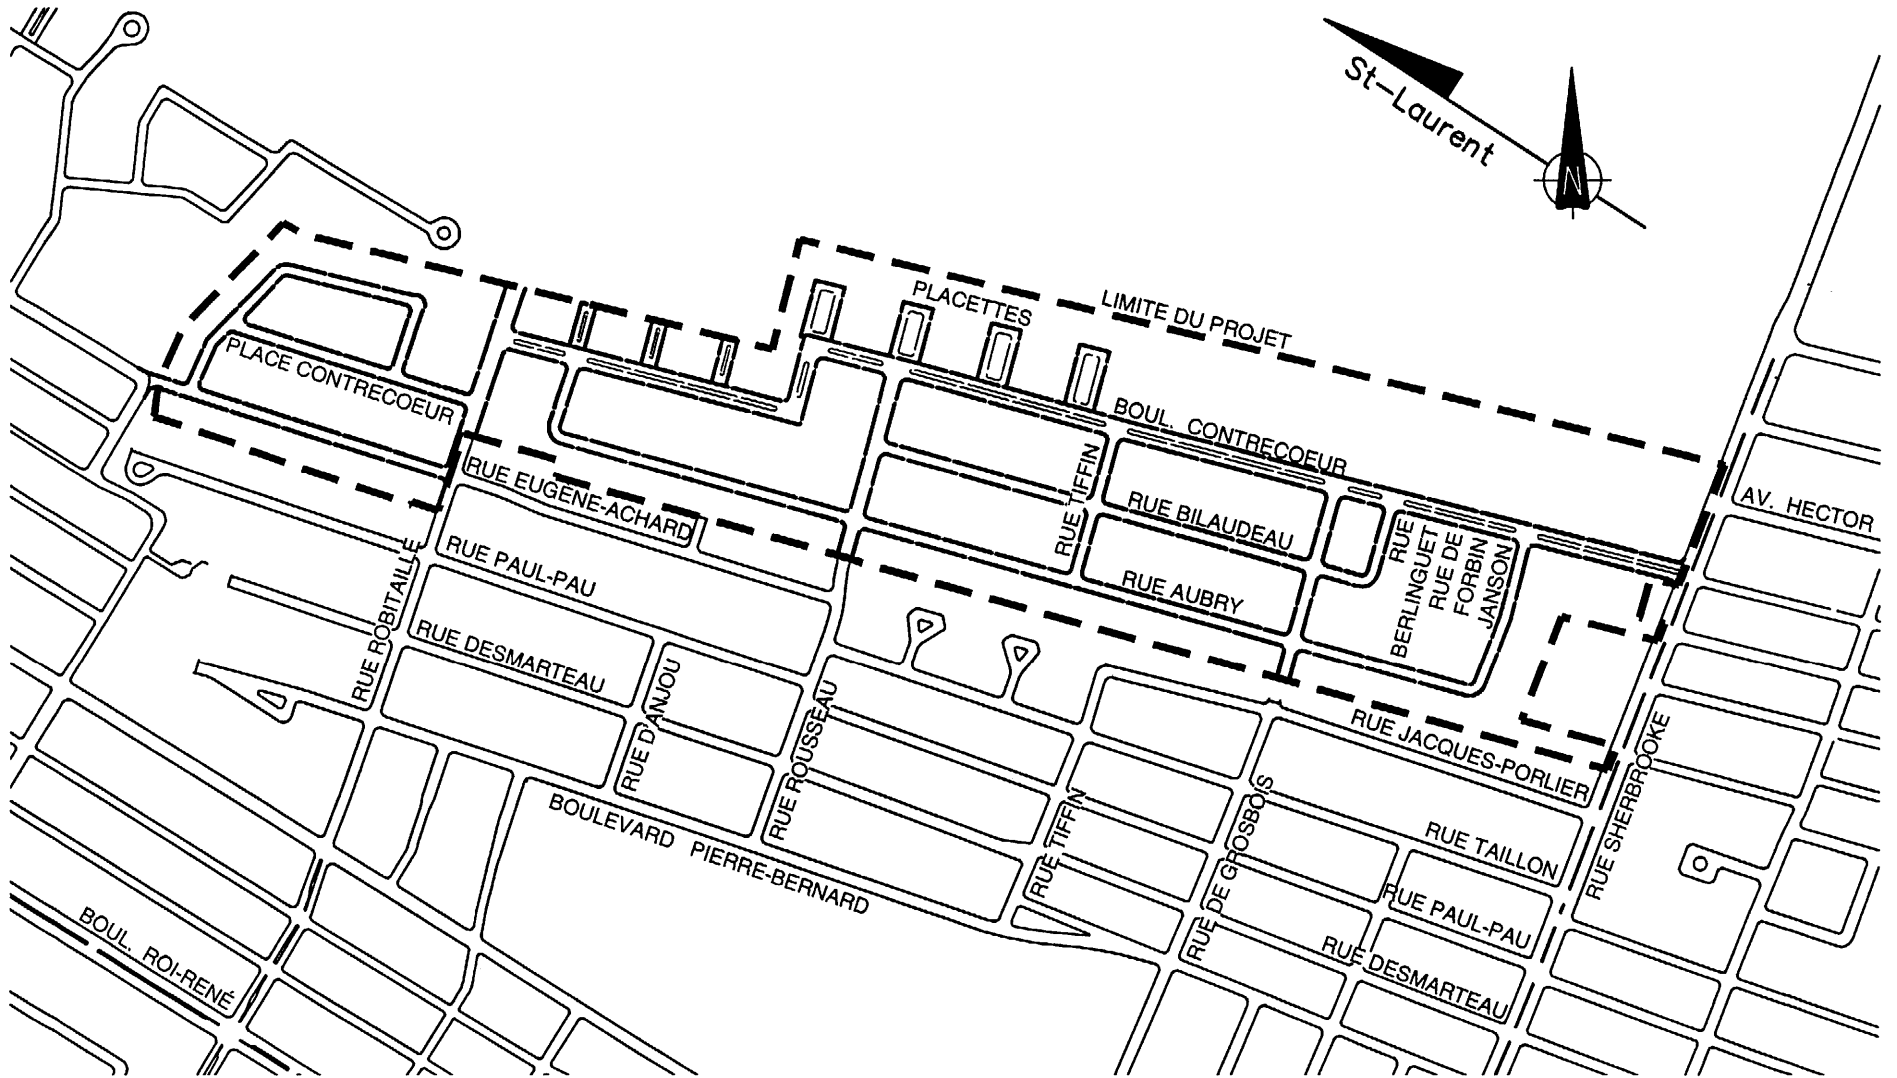 St-Laurent
N
PLACETTES
LIMITE DU PROJET
PLACE CONTRECOEUR
BOUL. CONTRECOEUR
AV. HECTOR
RUE EUGÈNE-ACHARD
RUE TIFFIN
RUE BILAUDEAU
RUE
BERLINGUET
RUE DE
FORBIN
JANSON
RUE AUBRY
RUE PAUL-PAU
RUE ROBITAILLE
RUE DESMARTEAU
RUE D'ANJOU
RUE ROUSSEAU
RUE JACQUES-PORLIER
RUE SHERBROOKE
BOULEVARD PIERRE-BERNARD
RUE TIFFIN
RUE DE GROSBOIS
RUE TAILLON
RUE PAUL-PAU
RUE DESMARTEAU
BOUL. ROI-RENÉ